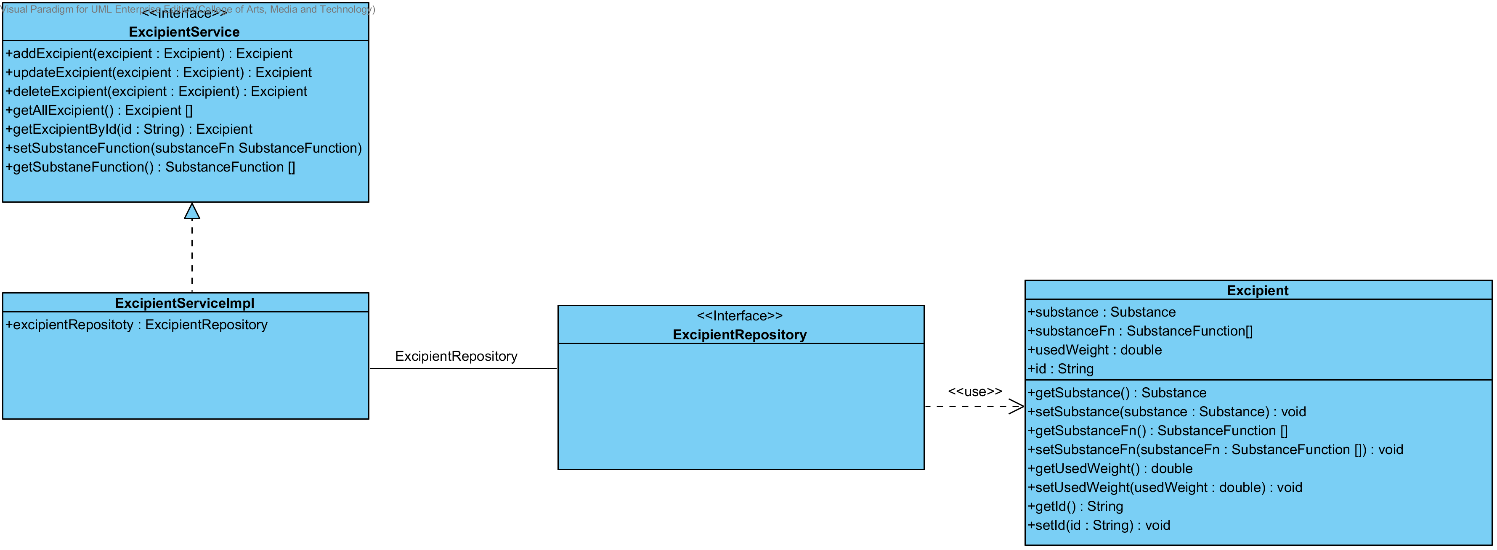 Visual Paradigm for UML Enterprise Edition(College of Arts, Media and Technology)
<<Interface>>
ExcipientService
+addExcipient(excipient : Excipient) : Excipient
+updateExcipient(excipient : Excipient) : Excipient
+deleteExcipient(excipient : Excipient) : Excipient
+getAllExcipient() : Excipient []
+getExcipientById(id : String) : Excipient
+setSubstanceFunction(substanceFn SubstanceFunction)
+getSubstaneFunction() : SubstanceFunction []
ExcipientServiceImpl
+excipientRepositoty : ExcipientRepository
ExcipientRepository
<<Interface>>
ExcipientRepository
<<use>>
Excipient
+substance : Substance
+substanceFn : SubstanceFunction[]
+usedWeight : double
+id : String
+getSubstance() : Substance
+setSubstance(substance : Substance) : void
+getSubstanceFn() : SubstanceFunction []
+setSubstanceFn(substanceFn : SubstanceFunction []) : void
+getUsedWeight() : double
+setUsedWeight(usedWeight : double) : void
+getId() : String
+setId(id : String) : void